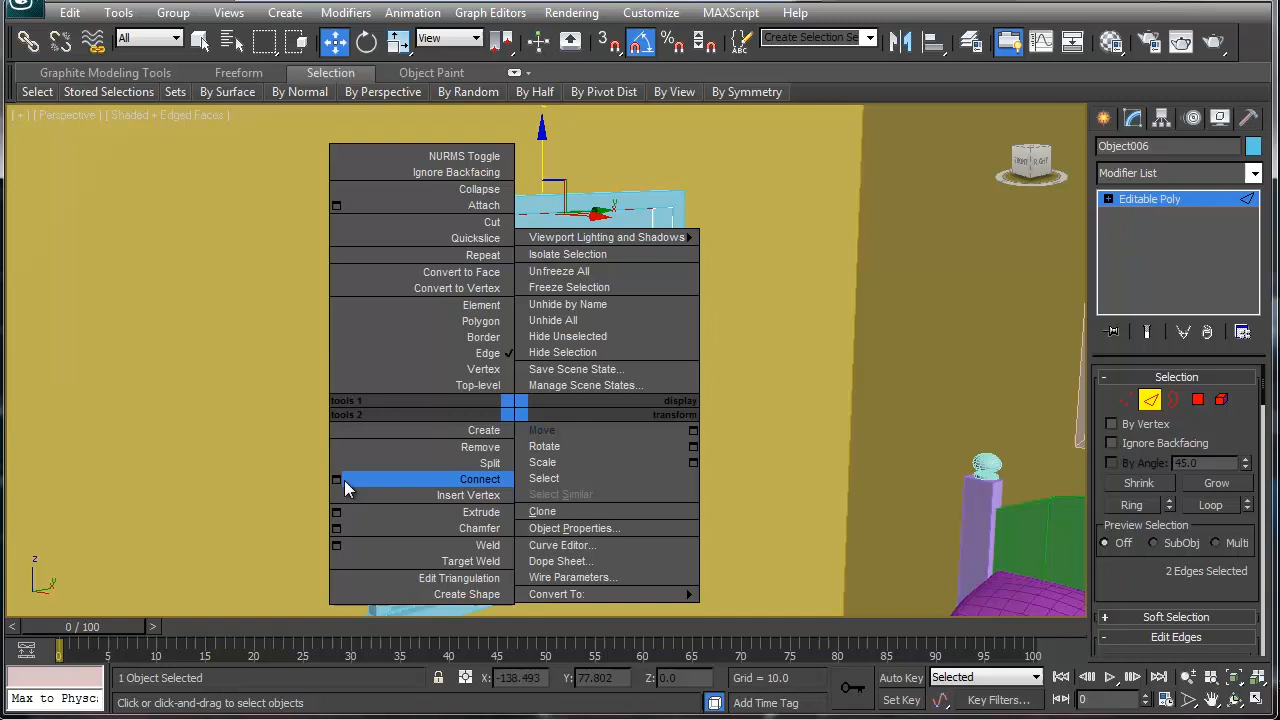 Edit Tools Group Views Create Modifiers Animation Graph Editors Rendering Customize MAXScript Help
All View 3 Create Selection Se
Graphite Modeling Tools Freeform Selection Object Paint
Select Stored Selections Sets By Surface By Normal By Perspective By Random By Half By Pivot Dist By View By Symmetry
[ + ] [ Perspective ] [ Shaded + Edged Faces ]
NURMS Toggle
Ignore Backfacing
Collapse
Attach
Cut
Quickslice
Repeat
Convert to Face
Convert to Vertex
Element
Polygon
Border
Edge
Vertex
Top-level
tools 1
tools 2
Create
Remove
Split
Connect
Insert Vertex
Extrude
Chamfer
Weld
Target Weld
Edit Triangulation
Create Shape
Viewport Lighting and Shadows
Isolate Selection
Unfreeze All
Freeze Selection
Unhide by Name
Unhide All
Hide Unselected
Hide Selection
Save Scene State...
Manage Scene States...
display
transform
Move
Rotate
Scale
Select
Select Similar
Clone
Object Properties...
Curve Editor...
Dope Sheet...
Wire Parameters...
Convert To:
z
y
x
y
FRONT RIGHT
Object006
Modifier List
Editable Poly
- Selection
By Vertex
Ignore Backfacing
By Angle: 45.0
Shrink Grow
Ring Loop
Preview Selection
Off SubObj Multi
2 Edges Selected
+ Soft Selection
- Edit Edges
< 0 / 100 >
0 5 10 15 20 25 30 35 40 45 50 55 60 65 70 75 80 85 90 95 100
1 Object Selected X: -138.493 Y: 77.802 Z: 0.0 Grid = 10.0 Auto Key Selected
Max to Physca Click or click-and-drag to select objects Add Time Tag Set Key Key Filters... 0